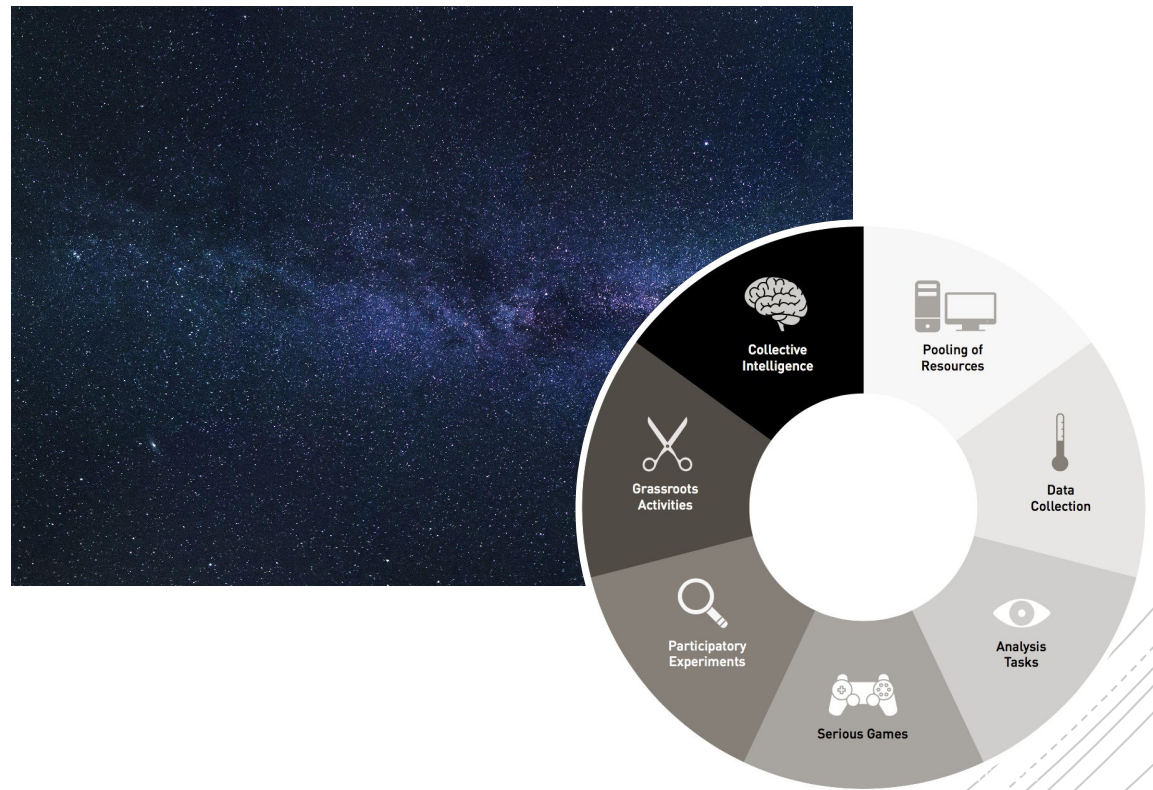 Collective
Intelligence
Pooling of
Resources
Data
Collection
Analysis
Tasks
Serious Games
Participatory
Experiments
Grassroots
Activities